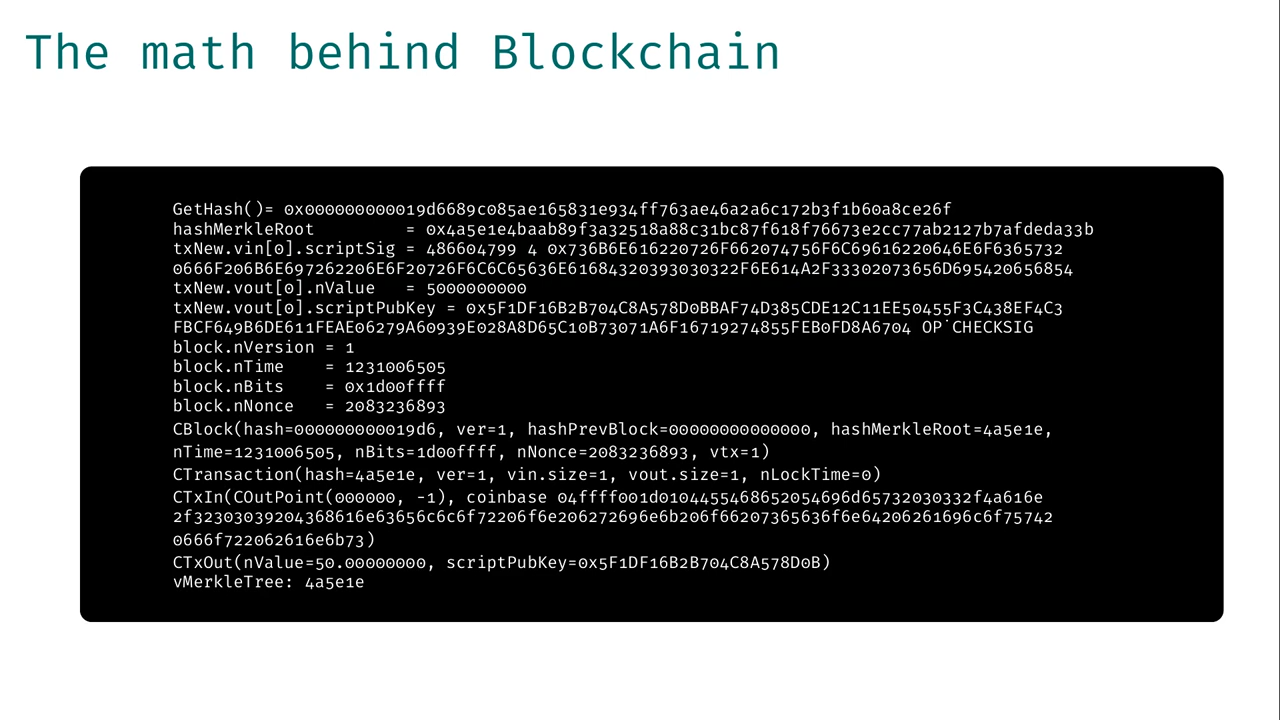 The math behind Blockchain
GetHash()= 0x000000000019d6689c085ae165831e934ff763ae46a2a6c172b3f1b60a8ce26f
hashMerkleRoot         = 0x4a5e1e4baab89f3a32518a88c31bc87f618f76673e2cc77ab2127b7afdeda33b
txNew.vin[0].scriptSig = 486604799 4 0x736B6E616220726F662074756F6C69616220646E6F6365732
0666F206B6E697262206E6F20726F6C6C65636E61684320393030322F6E614A2F33302073656D695420656854
txNew.vout[0].nValue   = 5000000000
txNew.vout[0].scriptPubKey = 0x5F1DF16B2B704C8A578D0BBAF74D385CDE12C11EE50455F3C438EF4C3
FBCF649B6DE611FEAE06279A60939E028A8D65C10B73071A6F16719274855FEB0FD8A6704 OP˙CHECKSIG
block.nVersion = 1
block.nTime    = 1231006505
block.nBits    = 0x1d00ffff
block.nNonce   = 2083236893
CBlock(hash=000000000019d6, ver=1, hashPrevBlock=00000000000000, hashMerkleRoot=4a5e1e,
nTime=1231006505, nBits=1d00ffff, nNonce=2083236893, vtx=1)
CTransaction(hash=4a5e1e, ver=1, vin.size=1, vout.size=1, nLockTime=0)
CTxIn(COutPoint(000000, -1), coinbase 04ffff001d0104455468652054696d65732030332f4a616e
2f32303039204368616e63656c6c6f72206f6e206272696e6b206f66207365636f6e64206261696c6f75742
0666f722062616e6b73)
CTxOut(nValue=50.00000000, scriptPubKey=0x5F1DF16B2B704C8A578D0B)
vMerkleTree: 4a5e1e